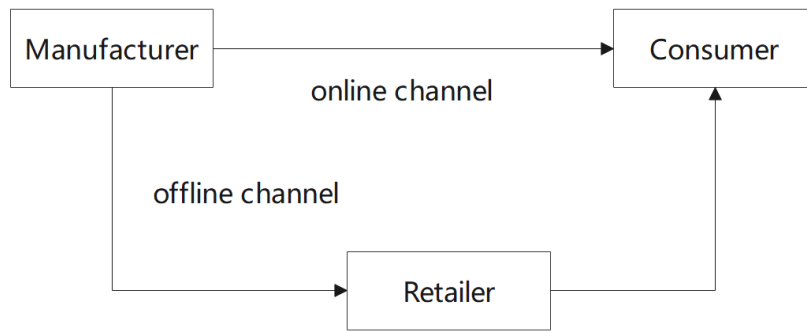 Manufacturer
Consumer
online channel
offline channel
Retailer